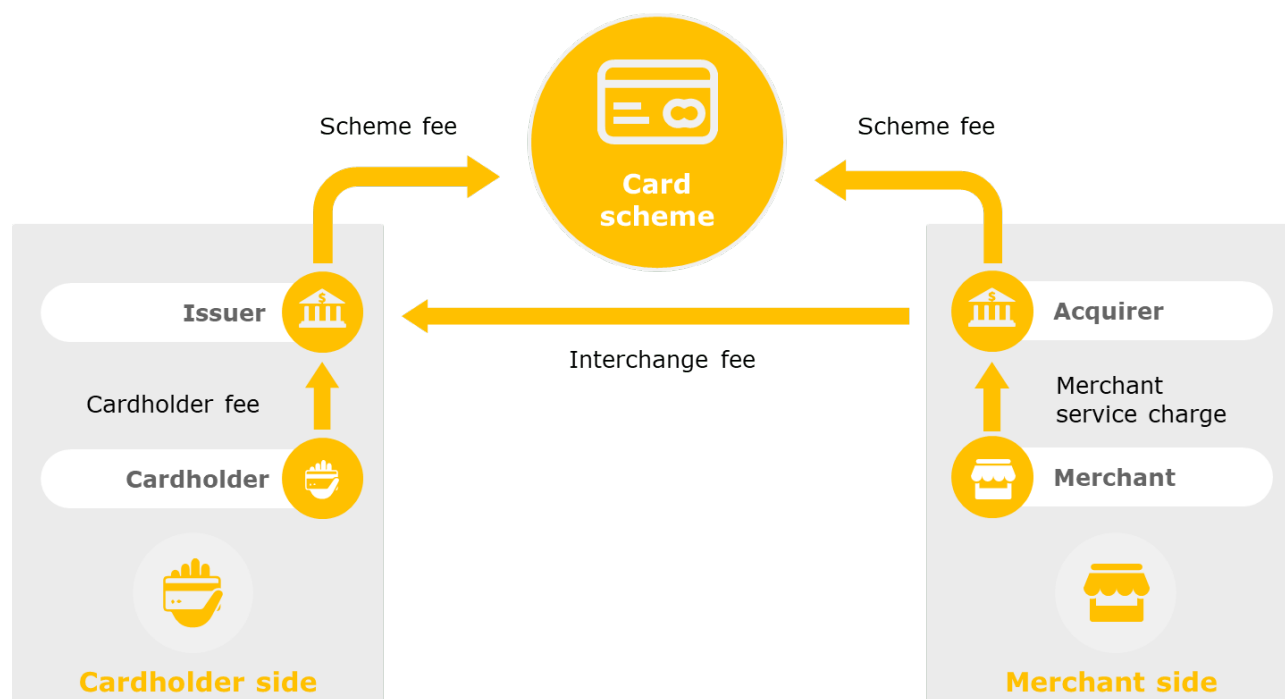 Scheme fee
Scheme fee
Card
scheme
Issuer
Acquirer
Interchange fee
Cardholder fee
Merchant
service charge
Cardholder
Merchant
Cardholder side
Merchant side